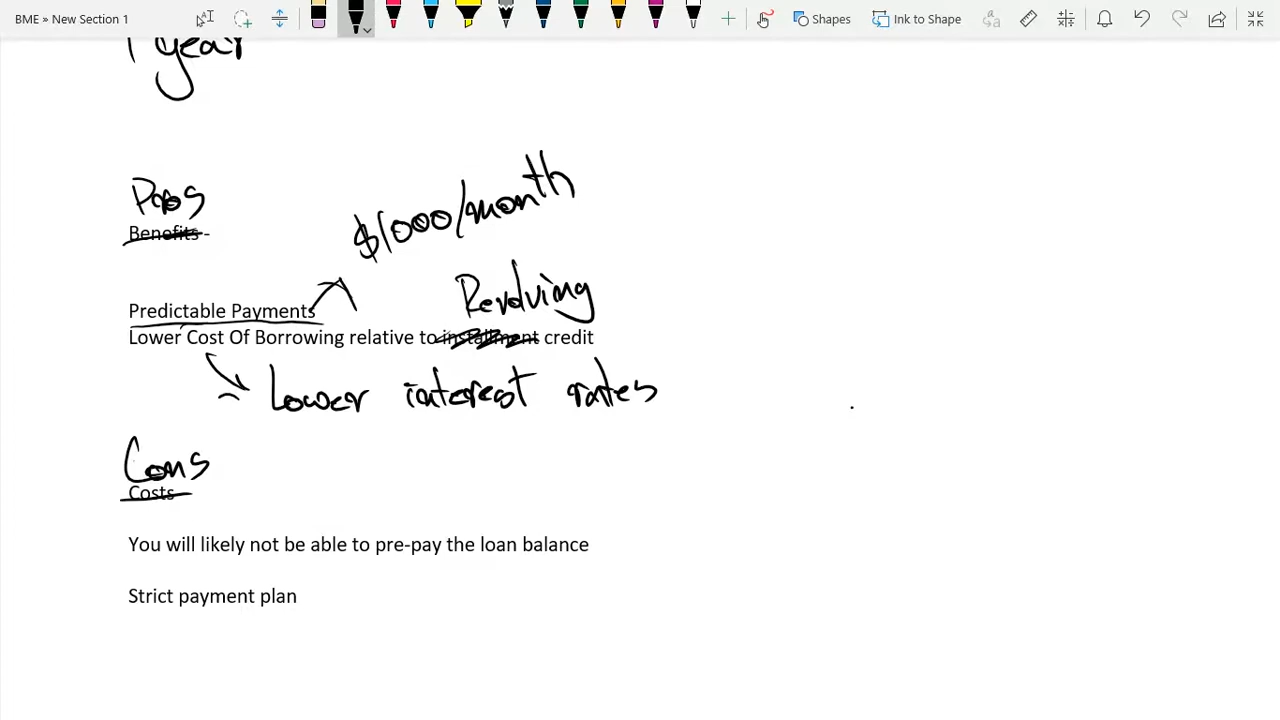 BME » New Section 1
Shapes
Ink to Shape
1 year
Pros
Benefits -
$1000/month
Predictable Payments
Revolving
Lower Cost Of Borrowing relative to installment credit
Lower interest rates
Cons
Costs
You will likely not be able to pre-pay the loan balance
Strict payment plan